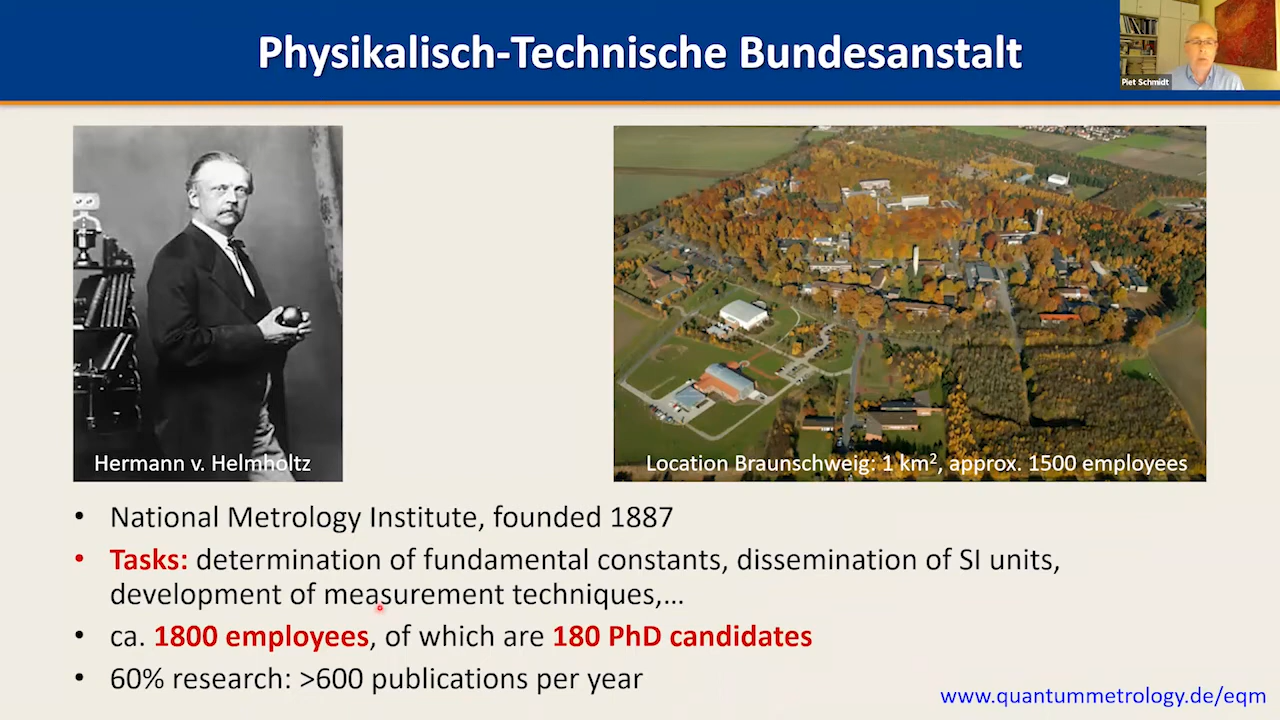 Physikalisch-Technische Bundesanstalt
Piet Schmidt
Hermann v. Helmholtz
Location Braunschweig: 1 km², approx. 1500 employees
• National Metrology Institute, founded 1887
• Tasks: determination of fundamental constants, dissemination of SI units,
development of measurement techniques,...
• ca. 1800 employees, of which are 180 PhD candidates
• 60% research: >600 publications per year
www.quantummetrology.de/eqm